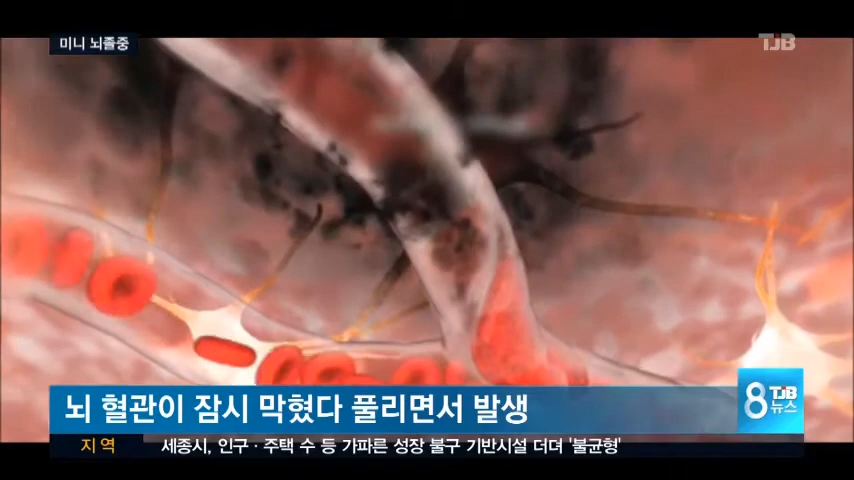 미니 뇌졸중
TJB
뇌 혈관이 잠시 막혔다 풀리면서 발생
8 TJB 뉴스
지역 세종시, 인구·주택 수 등 가파른 성장 불구 기반시설 더뎌 '불균형'